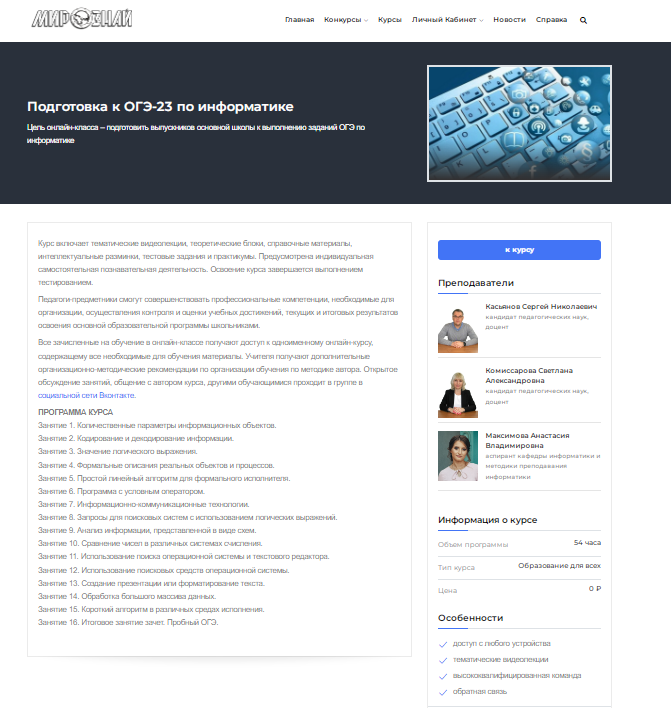 МИРОЗНАЙ
Главная Конкурсы Курсы Личный Кабинет Новости Справка
Подготовка к ОГЭ-23 по информатике
Цель онлайн-класса – подготовить выпускников основной школы к выполнению заданий ОГЭ по
информатике
Курс включает тематические видеолекции, теоретические блоки, справочные материалы,
интеллектуальные разминки, тестовые задания и практикумы. Предусмотрена индивидуальная
самостоятельная познавательная деятельность. Освоение курса завершается выполнением
тестированием.
Педагоги-предметники смогут совершенствовать профессиональные компетенции, необходимые для
организации, осуществления контроля и оценки учебных достижений, текущих и итоговых результатов
освоения основной образовательной программы школьниками.
Все зачисленные на обучение в онлайн-классе получают доступ к одноименному онлайн-курсу,
содержащему все необходимые для обучения материалы. Учителя получают дополнительные
организационно-методические рекомендации по организации обучения по методике автора. Открытое
обсуждение занятий, общение с автором курса, другими обучающимися проходит в группе в
социальной сети Вконтакте.
ПРОГРАММА КУРСА
Занятие 1. Количественные параметры информационных объектов.
Занятие 2. Кодирование и декодирование информации.
Занятие 3. Значение логического выражения.
Занятие 4. Формальные описания реальных объектов и процессов.
Занятие 5. Простой линейный алгоритм для формального исполнителя.
Занятие 6. Программа с условным оператором.
Занятие 7. Информационно-коммуникационные технологии.
Занятие 8. Запросы для поисковых систем с использованием логических выражений.
Занятие 9. Анализ информации, представленной в виде схем.
Занятие 10. Сравнение чисел в различных системах счисления.
Занятие 11. Использование поиска операционной системы и текстового редактора.
Занятие 12. Использование поисковых средств операционной системы.
Занятие 13. Создание презентации или форматирование текста.
Занятие 14. Обработка большого массива данных.
Занятие 15. Короткий алгоритм в различных средах исполнения.
Занятие 16. Итоговое занятие зачет. Пробный ОГЭ.
к курсу
Преподаватели
Касьянов Сергей Николаевич
кандидат педагогических наук,
доцент
Комиссарова Светлана
Александровна
кандидат педагогических наук,
доцент
Максимова Анастасия
Владимировна
аспирант кафедры информатики и
методики преподавания
информатики
Информация о курсе
Объем программы 54 часа
Тип курса Образование для всех
Цена 0 ₽
Особенности
доступ с любого устройства
тематические видеолекции
высококвалифицированная команда
обратная связь